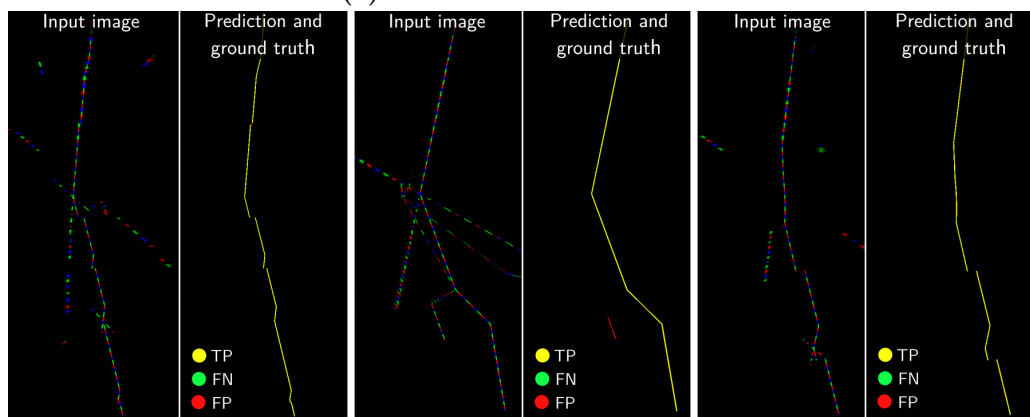 Input image
Prediction and
ground truth
TP
FN
FP
Input image
Prediction and
ground truth
TP
FN
FP
Input image
Prediction and
ground truth
TP
FN
FP